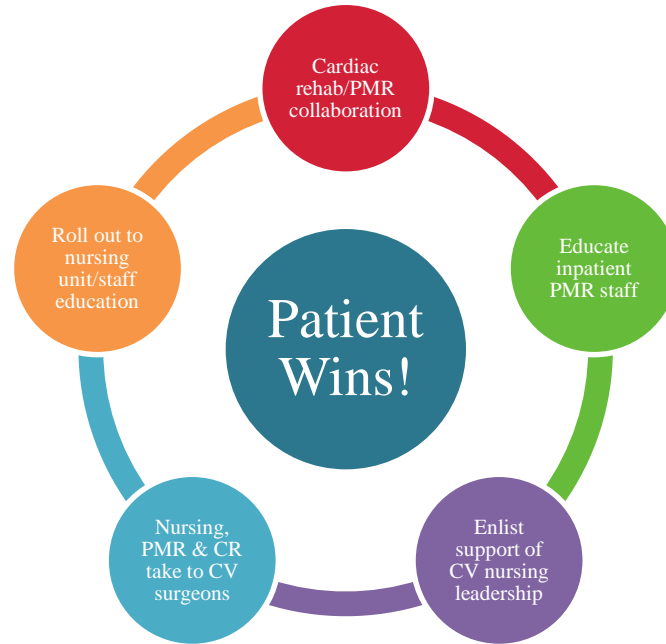 Cardiac
rehab/PMR
collaboration
Educate
inpatient
PMR staff
Enlist
support of
CV nursing
leadership
Nursing,
PMR & CR
take to CV
surgeons
Roll out to
nursing
unit/staff
education
Patient
Wins!